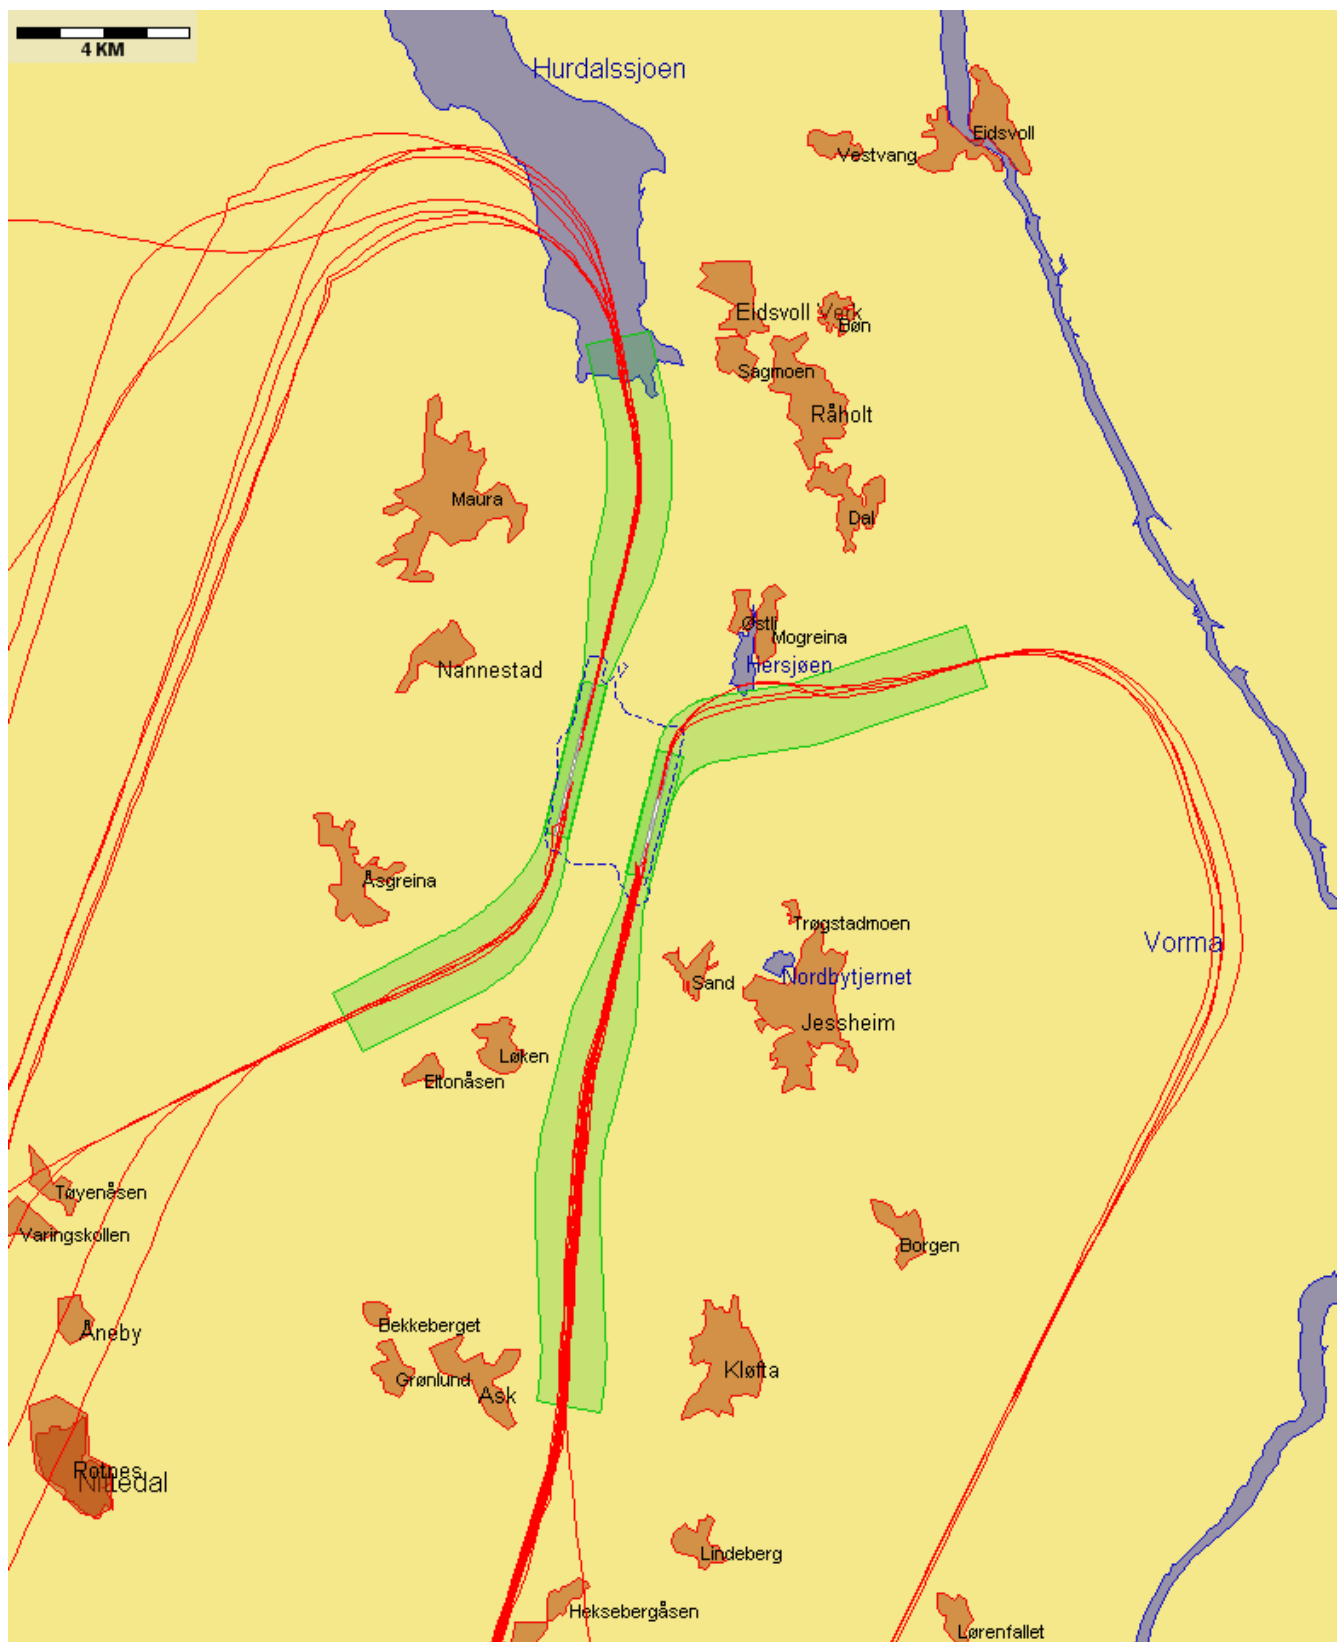 4 KM
Hurdalssjoen
Eidsvoll
Vestvang
Eidsvoll Verk
Bøn
Sagmoen
Råholt
Maura
Dal
Østli
Mogreina
Hersjøen
Nannestad
Åsgreina
Trøgstadmoen
Vorma
Nordbytjernet
Sand
Jessheim
Løken
Eltonåsen
Tøyenåsen
Varingskollen
Borgen
Bekkeberget
Åneby
Kløfta
Grønlund
Ask
Rotnes
Nittedal
Lindeberg
Heksebergåsen
Lørenfallet